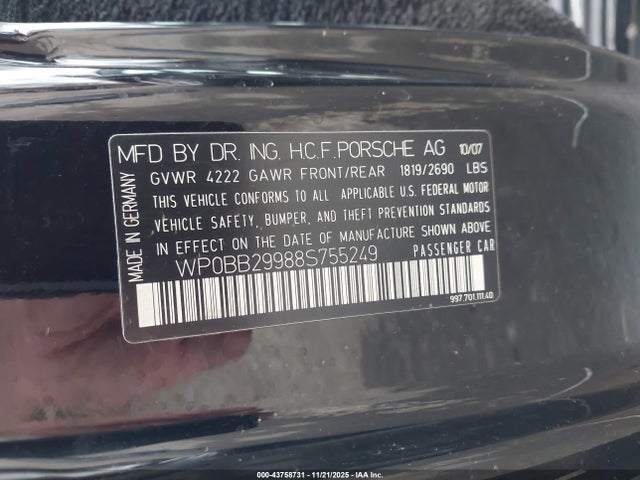 MFD BY DR. ING. H.C.F. PORSCHE AG 10/07
GVWR 4222 GAWR FRONT/REAR 1819/2690 LBS
THIS VEHICLE CONFORMS TO ALL APPLICABLE U.S. FEDERAL MOTOR
VEHICLE SAFETY, BUMPER, AND THEFT PREVENTION STANDARDS
IN EFFECT ON THE DATE OF MANUFACTURE SHOWN ABOVE
WP0BB29988S755249 PASSENGER CAR
997.701.111.40
MADE IN GERMANY
000-43758731 - 11/21/2025 - IAA Inc.